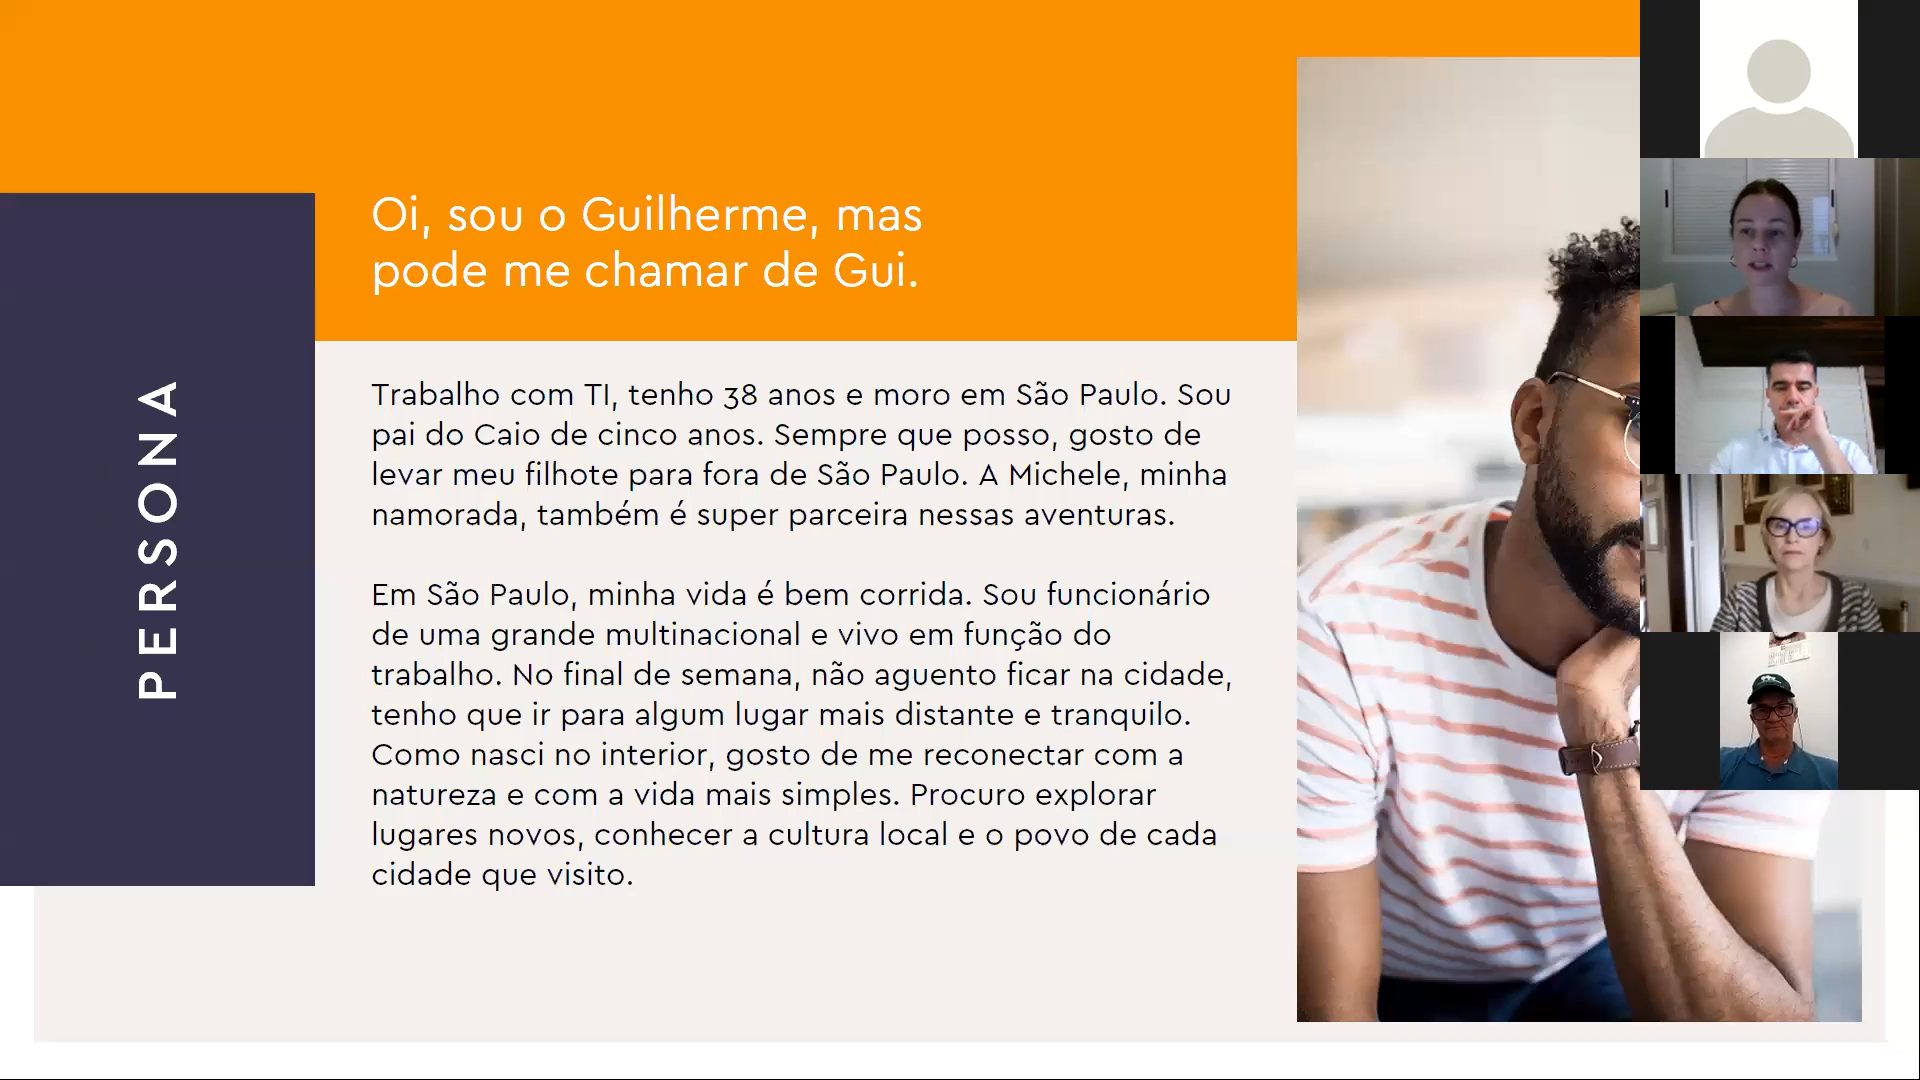 PERSONA
Oi, sou o Guilherme, mas
pode me chamar de Gui.
Trabalho com TI, tenho 38 anos e moro em São Paulo. Sou
pai do Caio de cinco anos. Sempre que posso, gosto de
levar meu filhote para fora de São Paulo. A Michele, minha
namorada, também é super parceira nessas aventuras.
Em São Paulo, minha vida é bem corrida. Sou funcionário
de uma grande multinacional e vivo em função do
trabalho. No final de semana, não aguento ficar na cidade,
tenho que ir para algum lugar mais distante e tranquilo.
Como nasci no interior, gosto de me reconectar com a
natureza e com a vida mais simples. Procuro explorar
lugares novos, conhecer a cultura local e o povo de cada
cidade que visito.